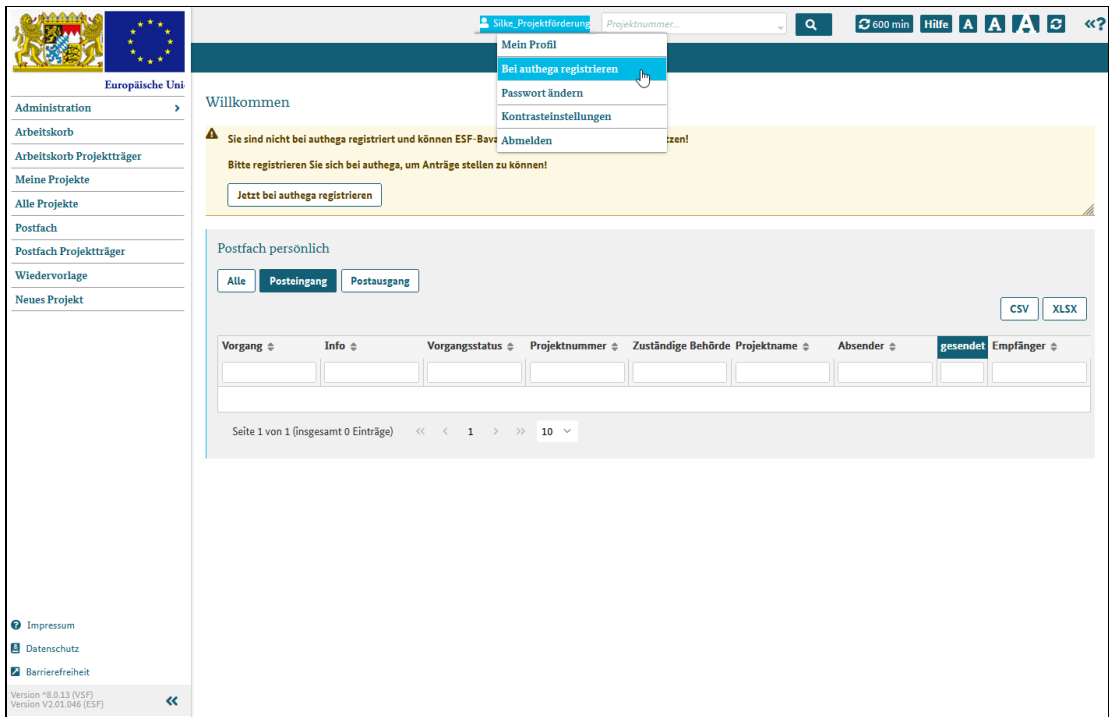 Silke_Projektförderung
Projektnummer...
600 min
Hilfe
A
A
A
«?
Mein Profil
Bei authega registrieren
Passwort ändern
Kontrasteinstellungen
Abmelden
Europäische Uni
Administration
Arbeitskorb
Arbeitskorb Projektträger
Meine Projekte
Alle Projekte
Postfach
Postfach Projektträger
Wiedervorlage
Neues Projekt
Willkommen
Sie sind nicht bei authega registriert und können ESF-Bava tzen!
Bitte registrieren Sie sich bei authega, um Anträge stellen zu können!
Jetzt bei authega registrieren
Postfach persönlich
Alle Posteingang Postausgang
CSV XLSX
Vorgang Info Vorgangsstatus Projektnummer Zuständige Behörde Projektname Absender gesendet Empfänger
Seite 1 von 1 (insgesamt 0 Einträge) << < 1 > >> 10
Impressum
Datenschutz
Barrierefreiheit
Version ^8.0.13 (VSF)
Version V2.01.046 (ESF)